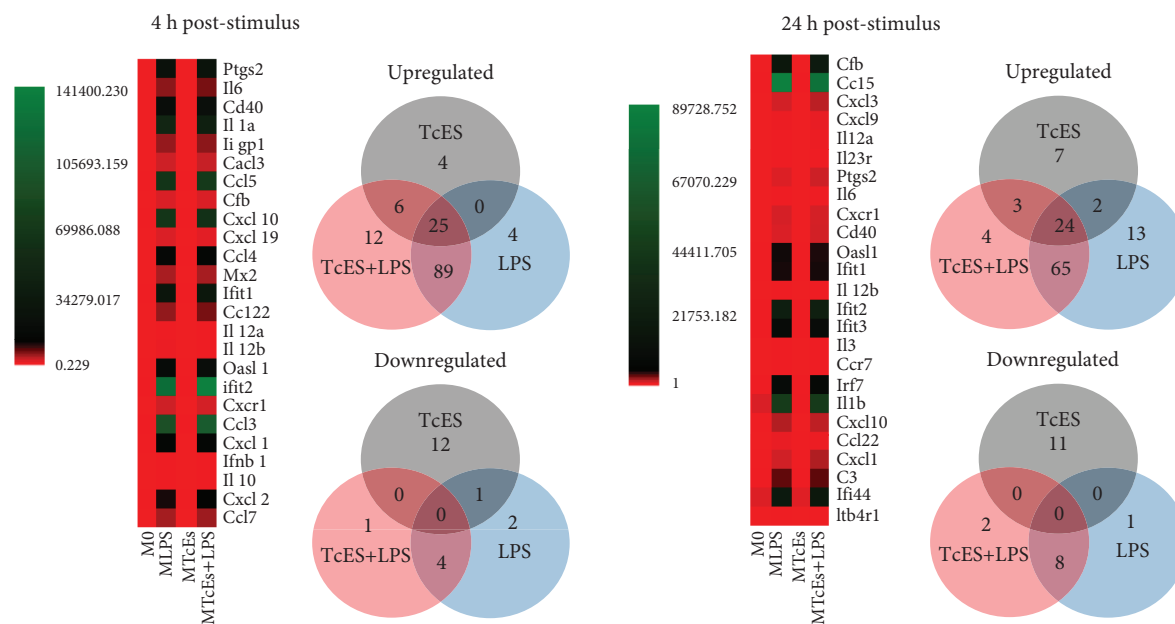 4 h post-stimulus
141400.230
105693.159
69986.088
34279.017
0.229
Ptgs2
Il6
Cd40
Il 1a
Ii gp1
Cacl3
Ccl5
Cfb
Cxcl 10
Cxcl 19
Ccl4
Mx2
Ifit1
Cc122
Il 12a
Il 12b
Oasl 1
ifit2
Cxcr1
Ccl3
Cxcl 1
Ifnb 1
Il 10
Cxcl 2
Ccl7
M0
MLPS
MTcEs
MTcEs+LPS
Upregulated
TcES
4
6
0
25
12
4
TcES+LPS
LPS
89
Downregulated
TcES
12
0
1
0
1
2
TcES+LPS
LPS
4
24 h post-stimulus
89728.752
67070.229
44411.705
21753.182
1
Cfb
Cc15
Cxcl3
Cxcl9
Il12a
Il23r
Ptgs2
Il6
Cxcr1
Cd40
Oasl1
Ifit1
Il 12b
Ifit2
Ifit3
Il3
Ccr7
Irf7
Il1b
Cxcl10
Ccl22
Cxcl1
C3
Ifi44
ltb4r1
M0
MLPS
MTcEs
MTcEs+LPS
Upregulated
TcES
7
3
2
24
4
13
TcES+LPS
LPS
65
Downregulated
TcES
11
0
0
0
2
1
TcES+LPS
LPS
8